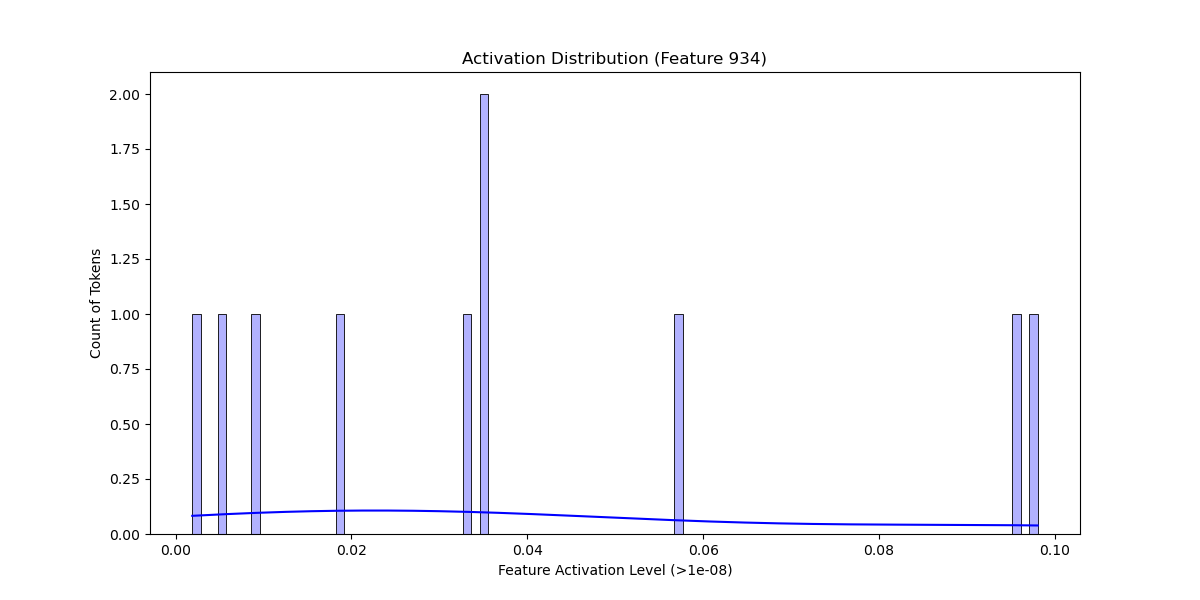 Activation Distribution (Feature 934)
Count of Tokens
2.00
1.75
1.50
1.25
1.00
0.75
0.50
0.25
0.00
0.00 0.02 0.04 0.06 0.08 0.10
Feature Activation Level (>1e-08)